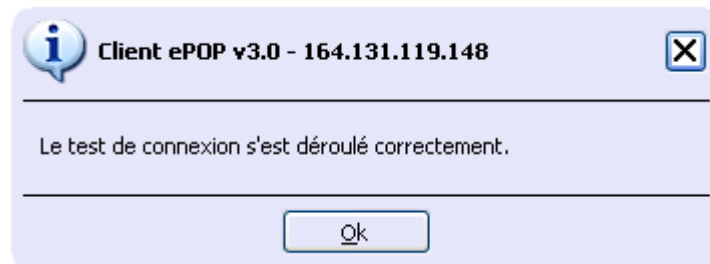 Client ePOP v3.0 - 164.131.119.148
Le test de connexion s'est déroulé correctement.
Ok